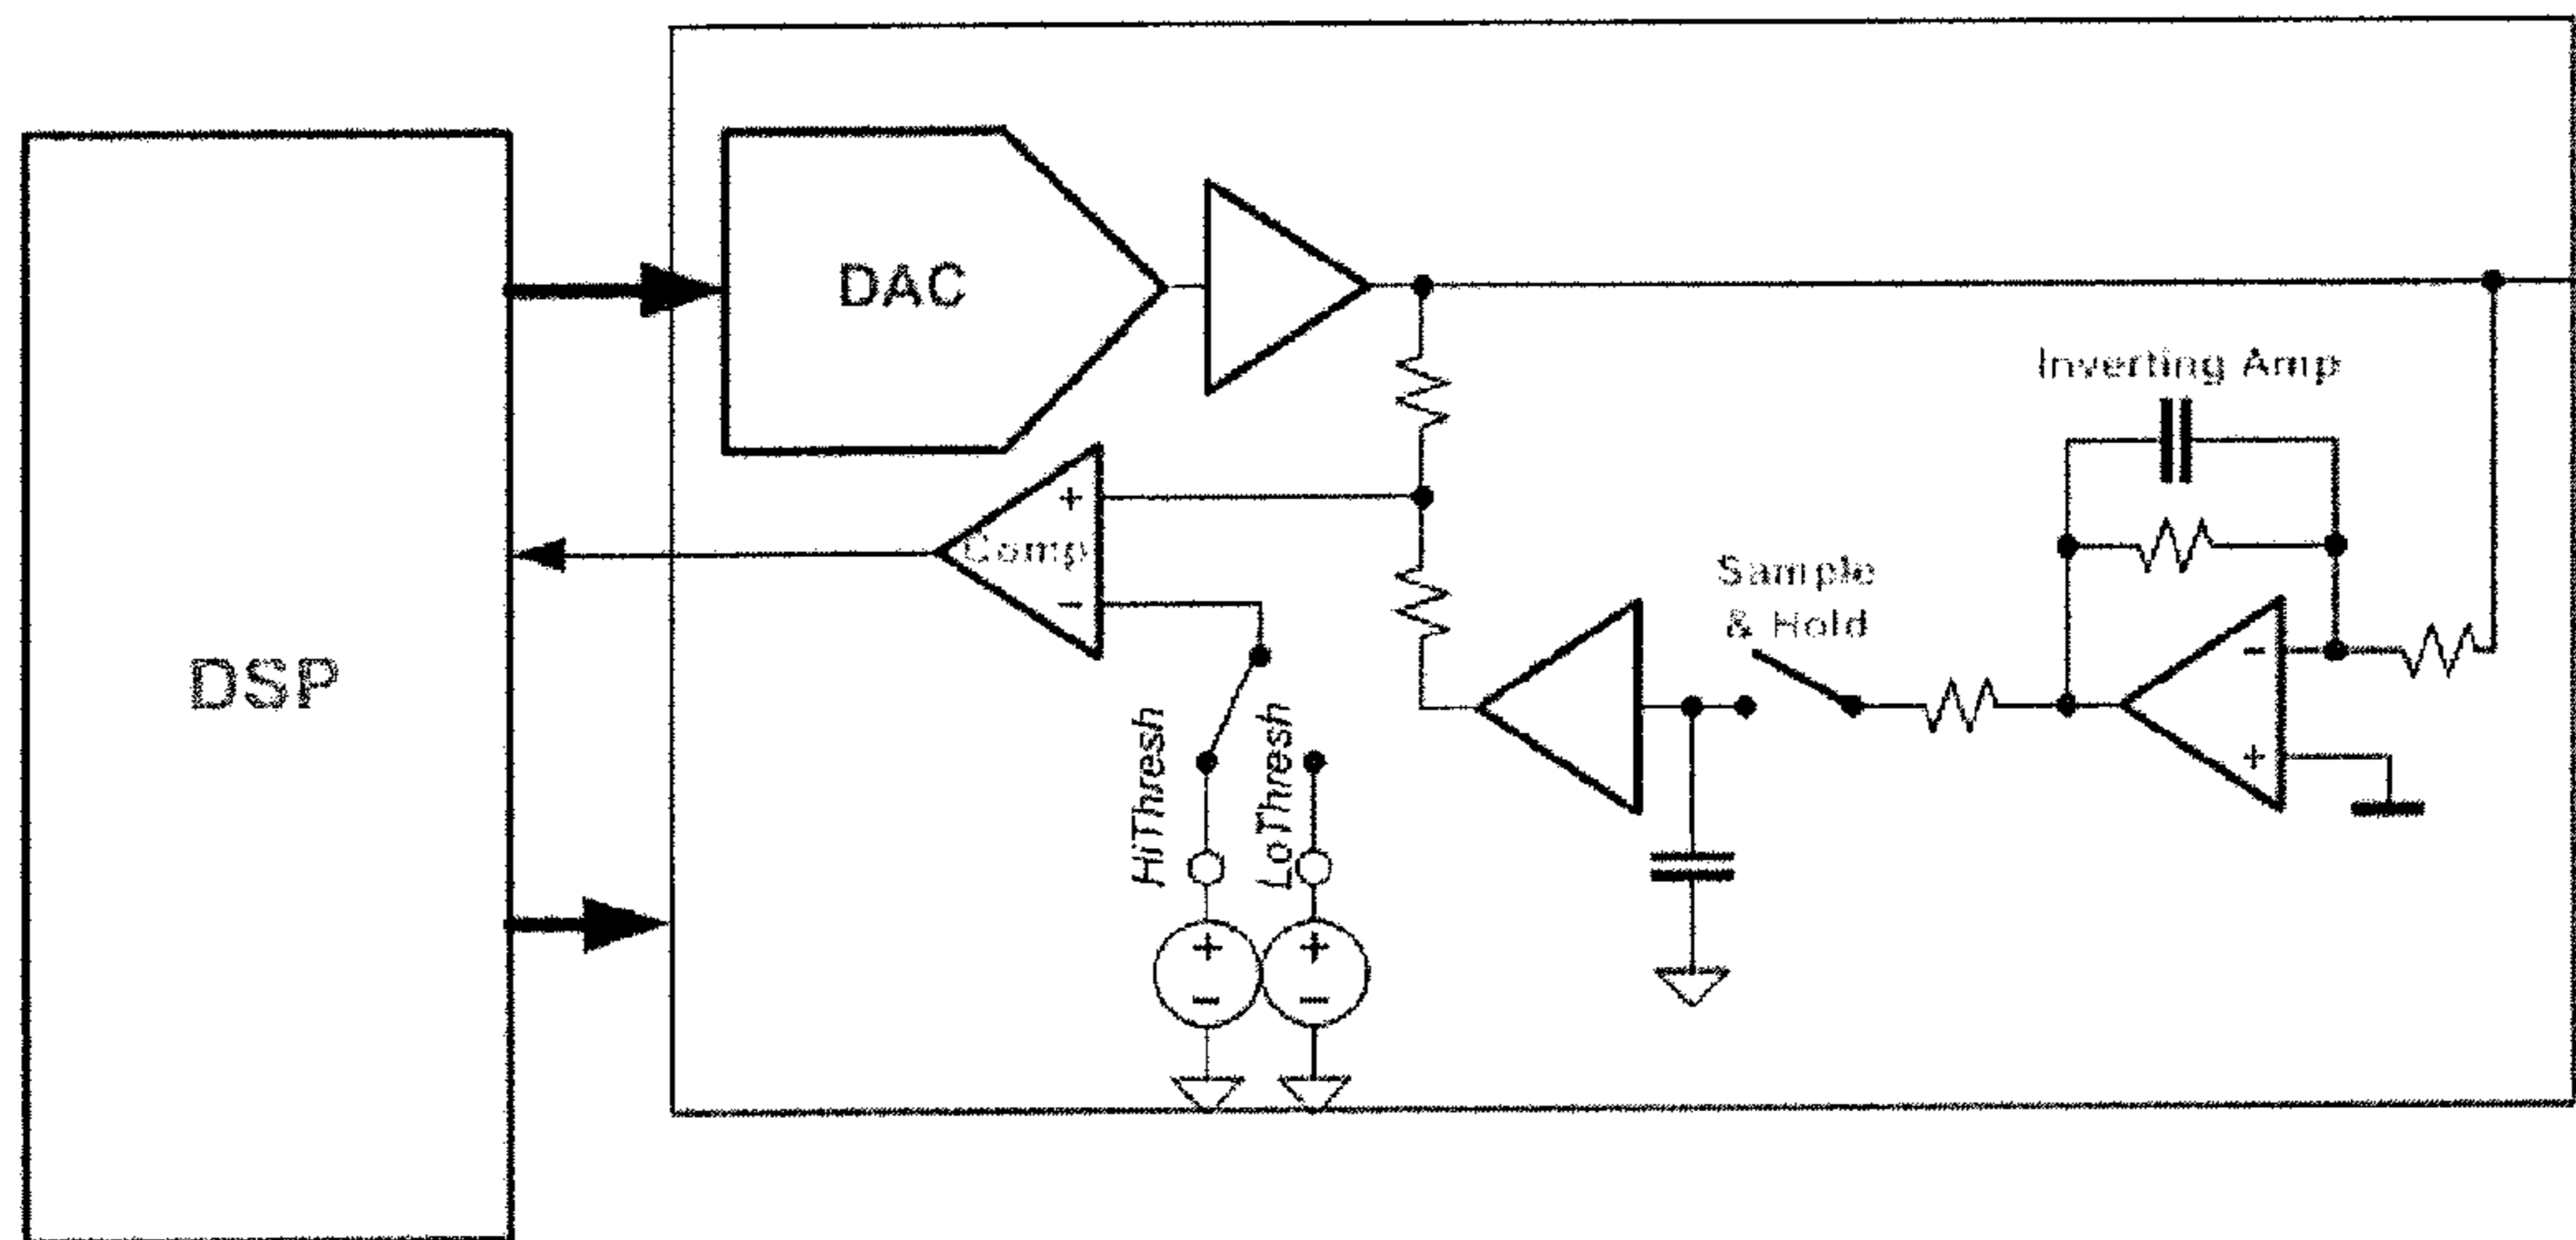 DAC
Inverting Amp
+
Comp
−
Sample
& Hold
DSP
−
+
HiThresh
LoThresh
+
+
−
−